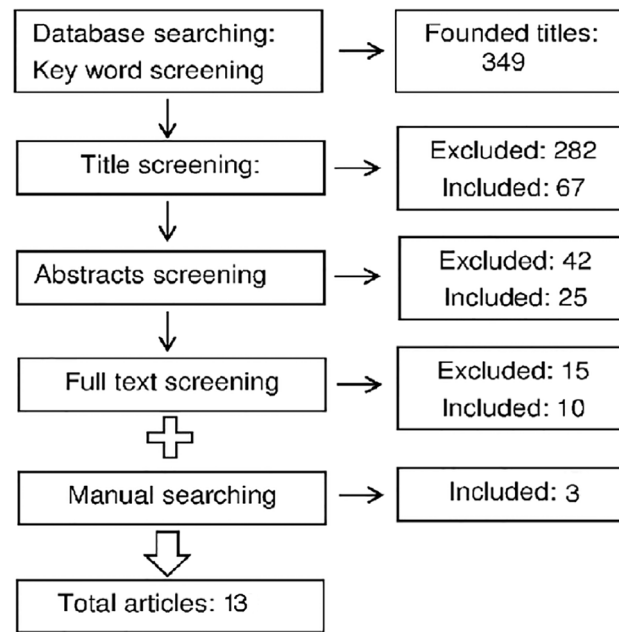 Database searching:
Key word screening
Founded titles:
349
Title screening:
Excluded: 282
Included: 67
Abstracts screening
Excluded: 42
Included: 25
Full text screening
Excluded: 15
Included: 10
Manual searching
Included: 3
Total articles: 13